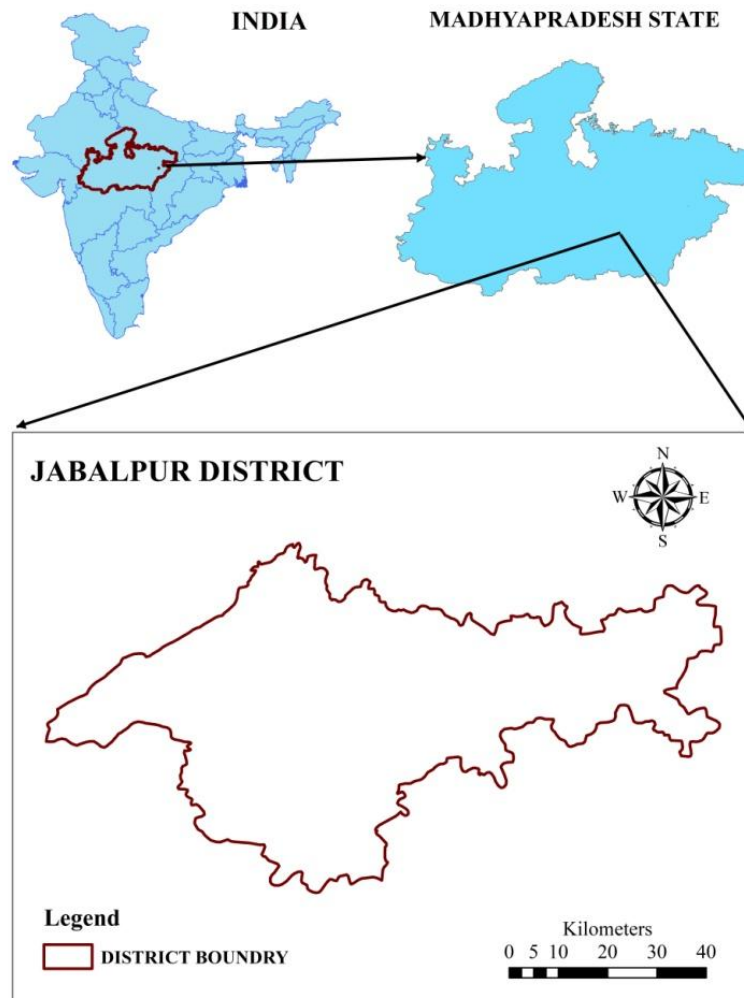 INDIA
MADHYAPRADESH STATE
JABALPUR DISTRICT
N
W E
S
Legend
DISTRICT BOUNDRY
Kilometers
0 5 10 20 30 40